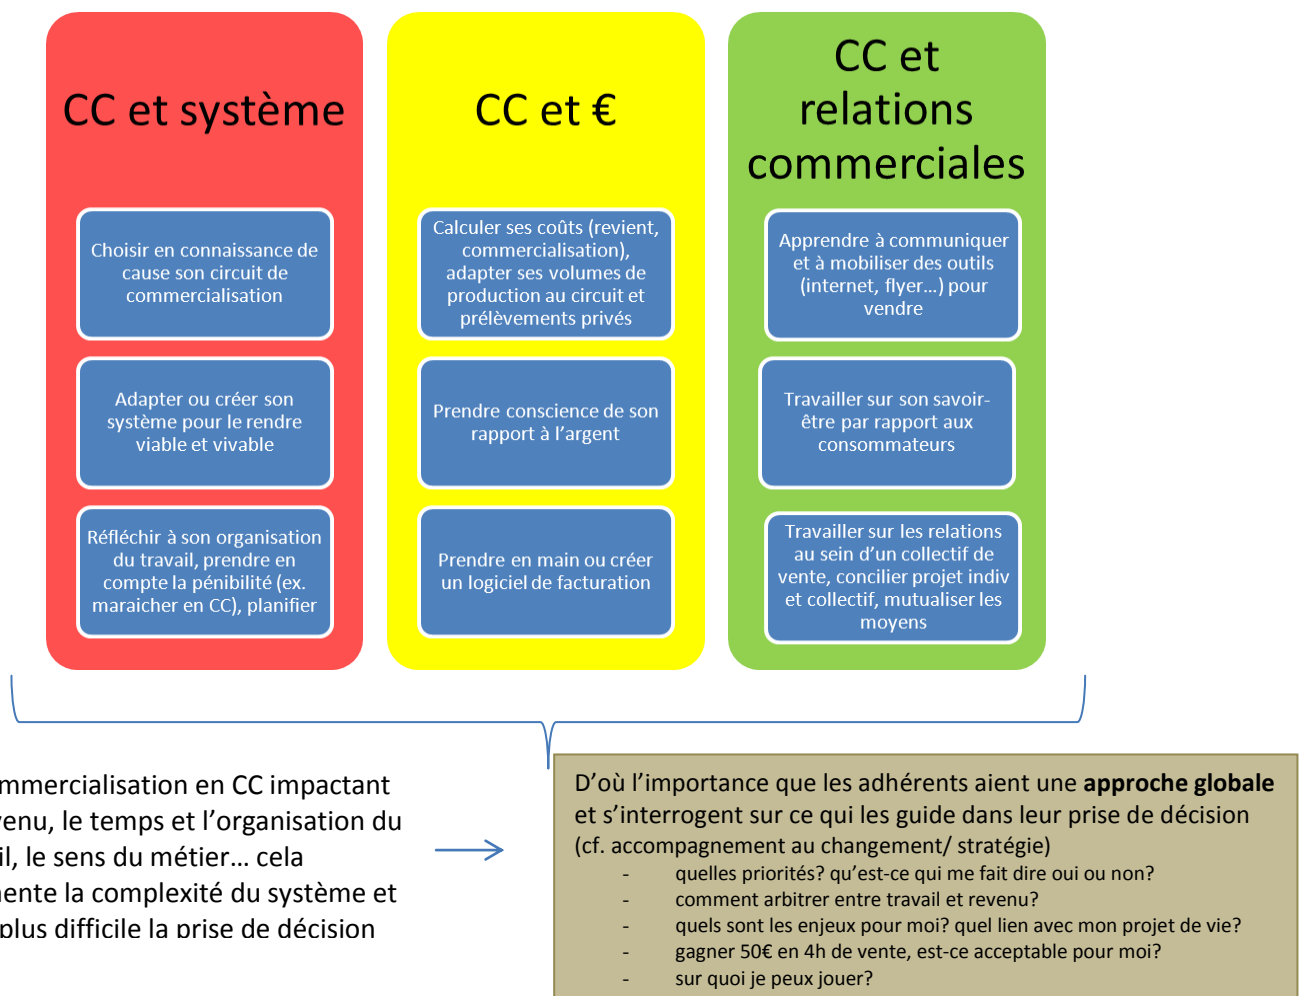 CC et système
Choisir en connaissance de
cause son circuit de
commercialisation
Adapter ou créer son
système pour le rendre
viable et vivable
Réfléchir à son organisation
du travail, prendre en
compte la pénibilité (ex.
maraicher en CC), planifier
CC et €
Calculer ses coûts (revient,
commercialisation),
adapter ses volumes de
production au circuit et
prélèvements privés
Prendre conscience de son
rapport à l’argent
Prendre en main ou créer
un logiciel de facturation
CC et
relations
commerciales
Apprendre à communiquer
et à mobiliser des outils
(internet, flyer…) pour
vendre
Travailler sur son savoir-
être par rapport aux
consommateurs
Travailler sur les relations
au sein d’un collectif de
vente, concilier projet indiv
et collectif, mutualiser les
moyens
mmercialisation en CC impactant
venu, le temps et l’organisation du
il, le sens du métier… cela
mente la complexité du système et
plus difficile la prise de décision
D’où l’importance que les adhérents aient une approche globale
et s’interrogent sur ce qui les guide dans leur prise de décision
(cf. accompagnement au changement/ stratégie)
- quelles priorités? qu’est-ce qui me fait dire oui ou non?
- comment arbitrer entre travail et revenu?
- quels sont les enjeux pour moi? quel lien avec mon projet de vie?
- gagner 50€ en 4h de vente, est-ce acceptable pour moi?
- sur quoi je peux jouer?